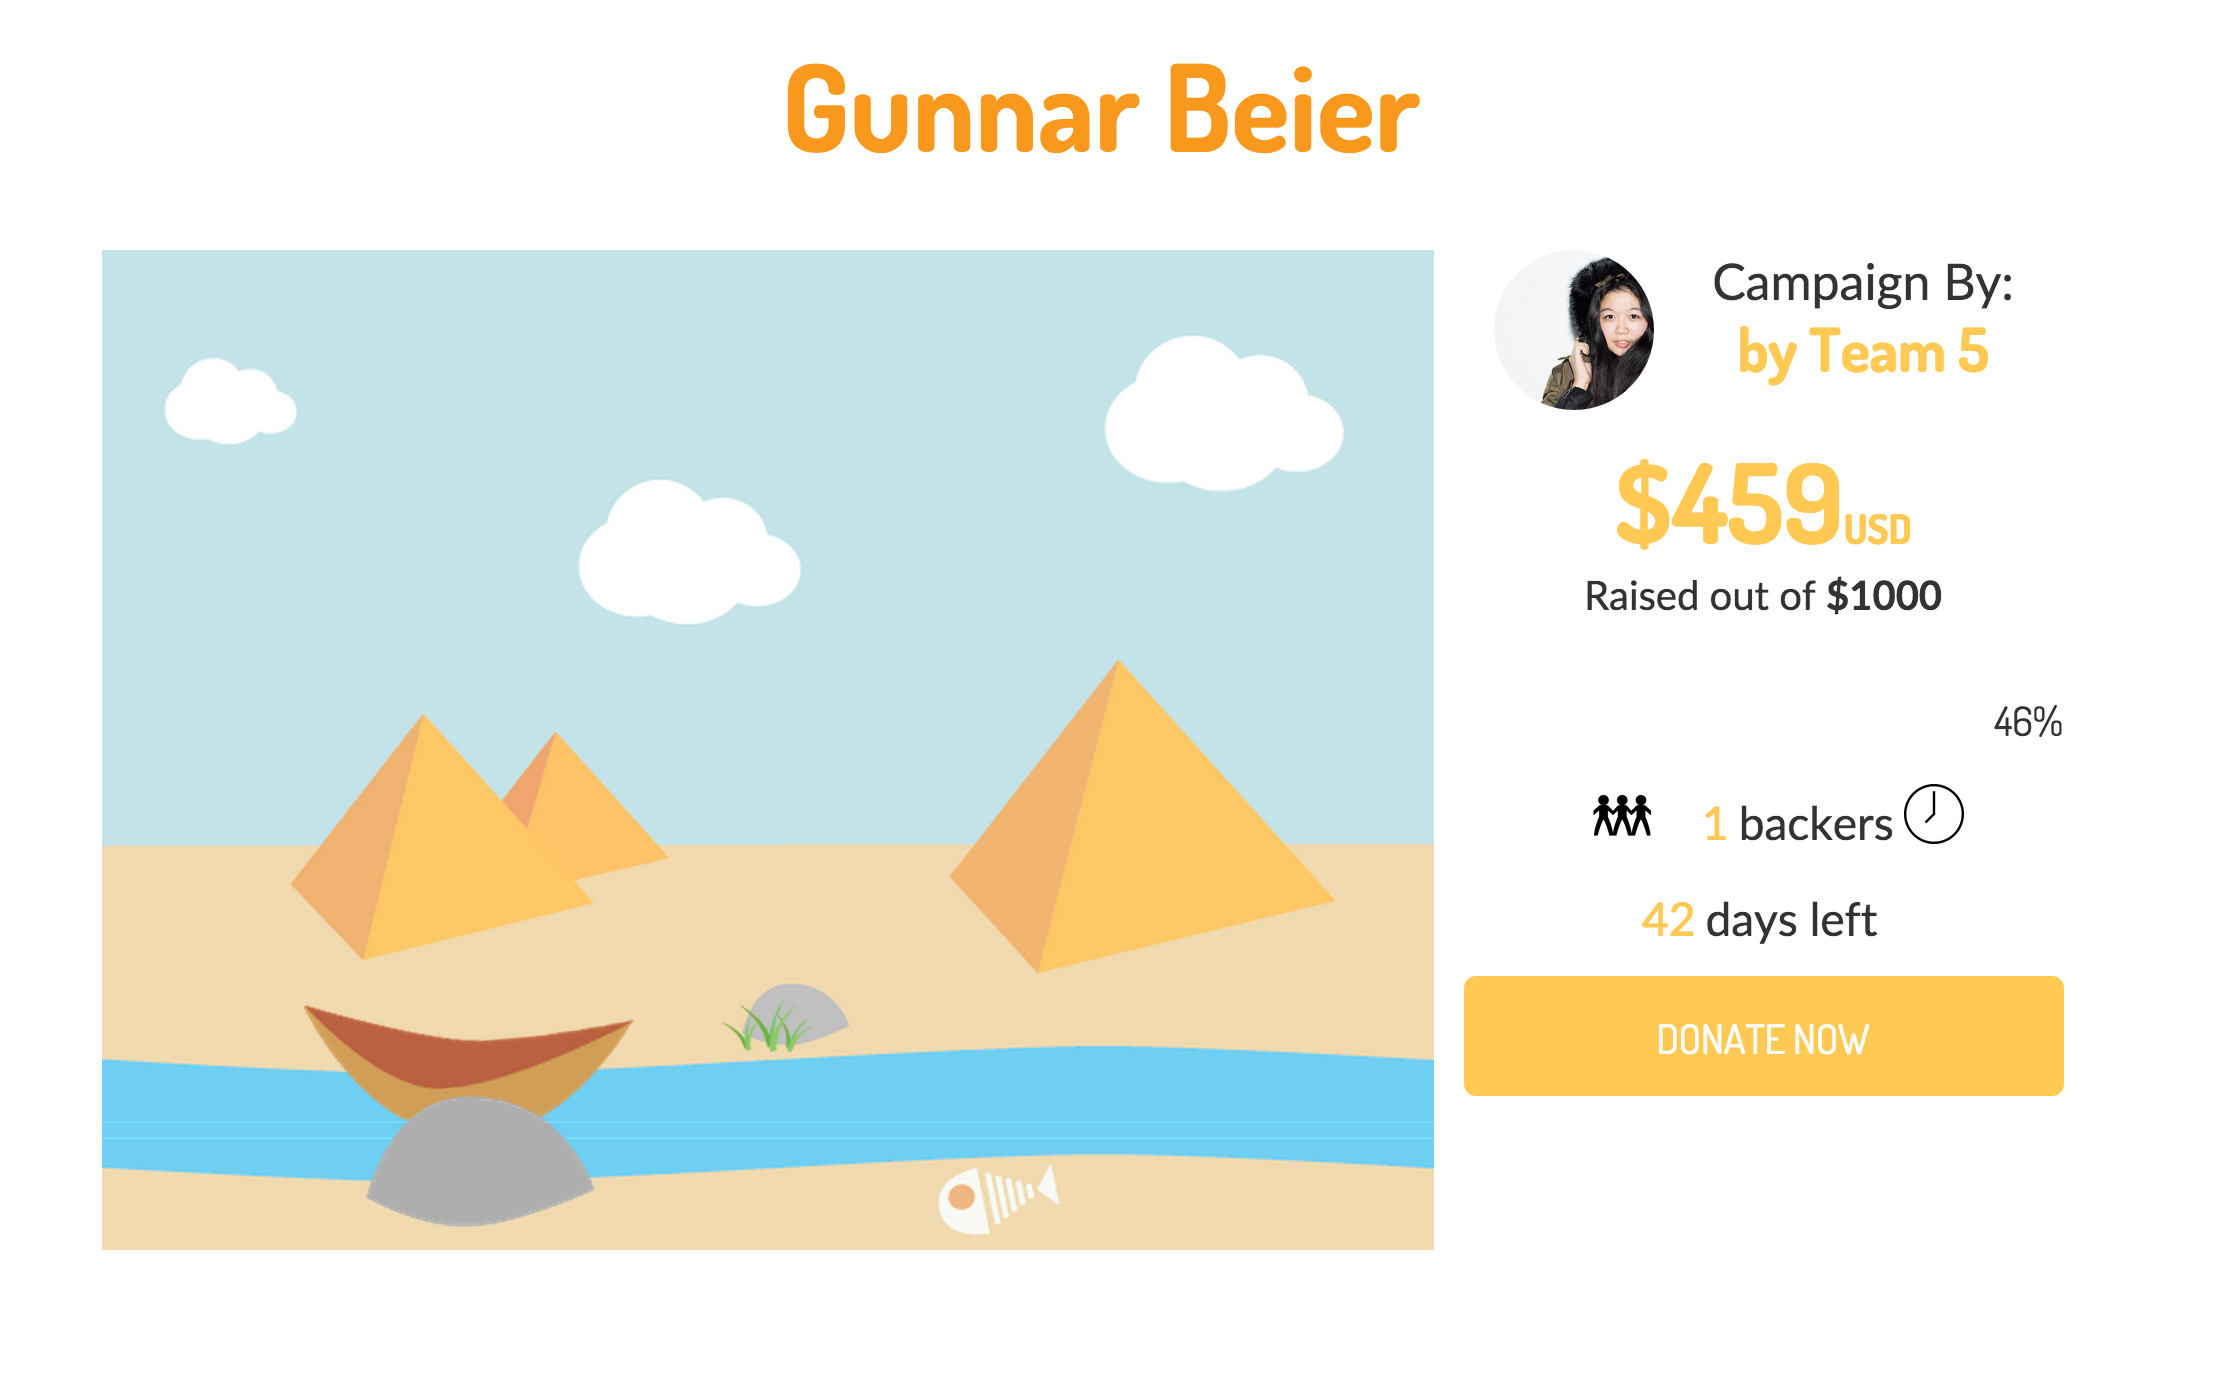 Gunnar Beier
Campaign By:
by Team 5
$459USD
Raised out of $1000
46%
1 backers
42 days left
DONATE NOW